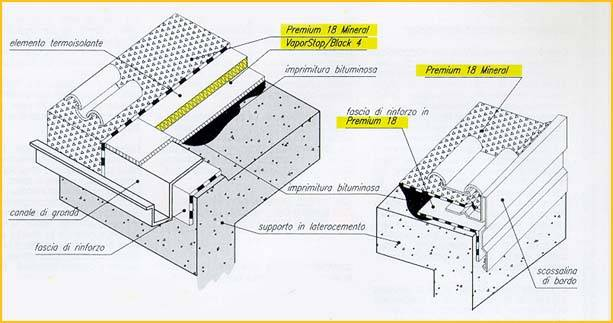 elemento termoisolante
Premium 18 Mineral
VaporStop/Black 4
imprimitura bituminosa
Premium 18 Mineral
fascia di rinforzo in
Premium 18
imprimitura bituminosa
canale di gronda
supporto in laterocemento
fascia di rinforzo
scossalina
di bordo